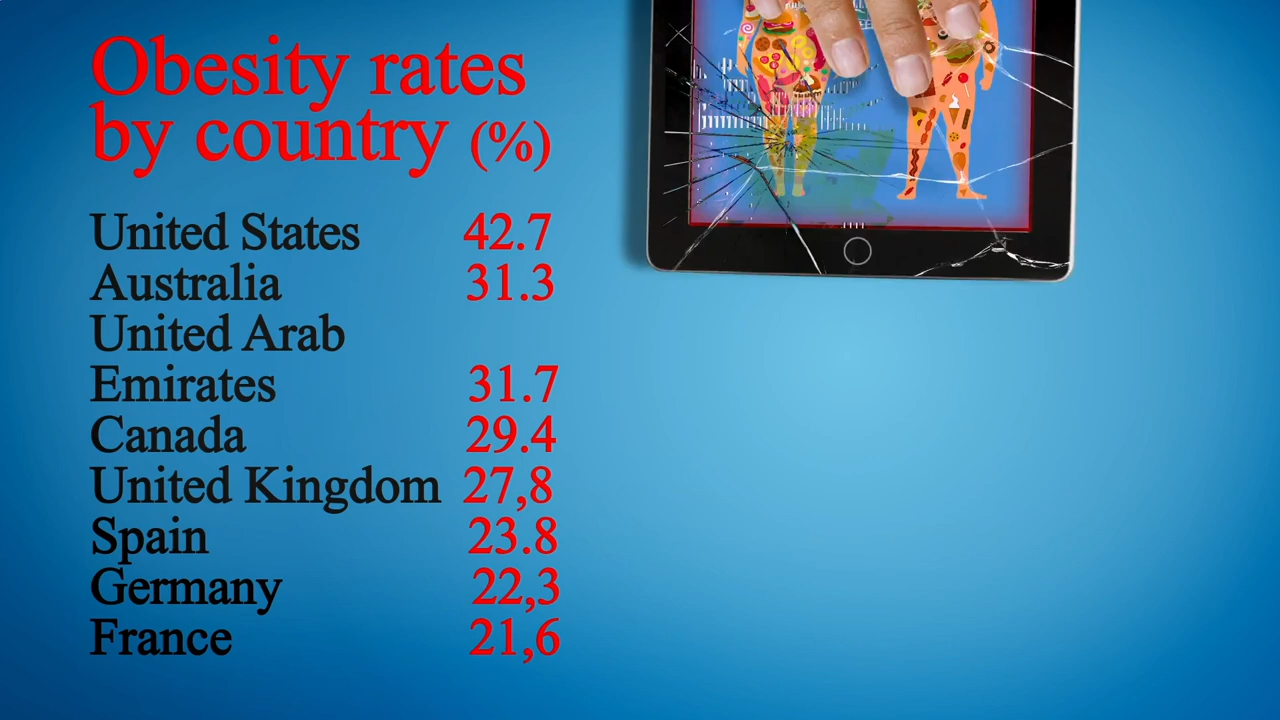 Obesity rates
by country (%)
United States 42.7
Australia 31.3
United Arab
Emirates 31.7
Canada 29.4
United Kingdom 27,8
Spain 23.8
Germany 22,3
France 21,6